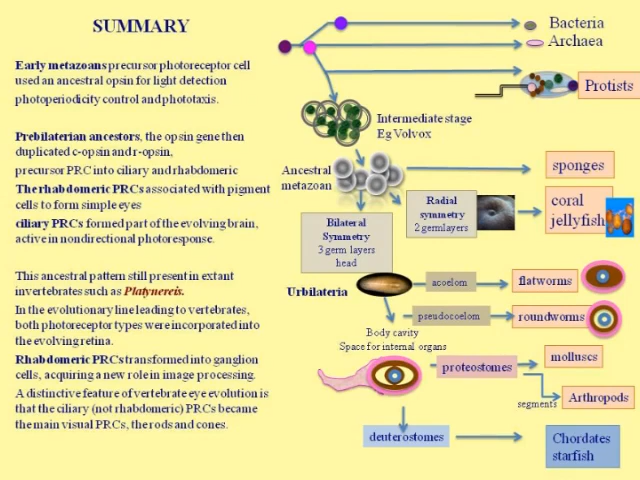 SUMMARY
Early metazoans precursor photoreceptor cell
used an ancestral opsin for light detection
photoperiodicity control and phototaxis.
Prebilaterian ancestors, the opsin gene then
duplicated c-opsin and r-opsin,
precursor PRC into ciliary and rhabdomeric
The rhabdomeric PRCs associated with pigment
cells to form simple eyes
ciliary PRCs formed part of the evolving brain,
active in nondirectional photoresponse.
This ancestral pattern still present in extant
invertebrates such as Platynereis.
In the evolutionary line leading to vertebrates,
both photoreceptor types were incorporated into
the evolving retina.
Rhabdomeric PRCs transformed into ganglion
cells, acquiring a new role in image processing.
A distinctive feature of vertebrate eye evolution is
that the ciliary (not rhabdomeric) PRCs became
the main visual PRCs, the rods and cones.
Bacteria
Archaea
Protists
Intermediate stage
Eg Volvox
Ancestral
metazoan
sponges
Radial
symmetry
2 germlayers
coral
jellyfish
Bilateral
Symmetry
3 germ layers
head
Urbilateria
acoelom
flatworms
pseudocoelom
roundworms
Body cavity
Space for internal organs
proteostomes
molluscs
segments
Arthropods
deuterostomes
Chordates
starfish